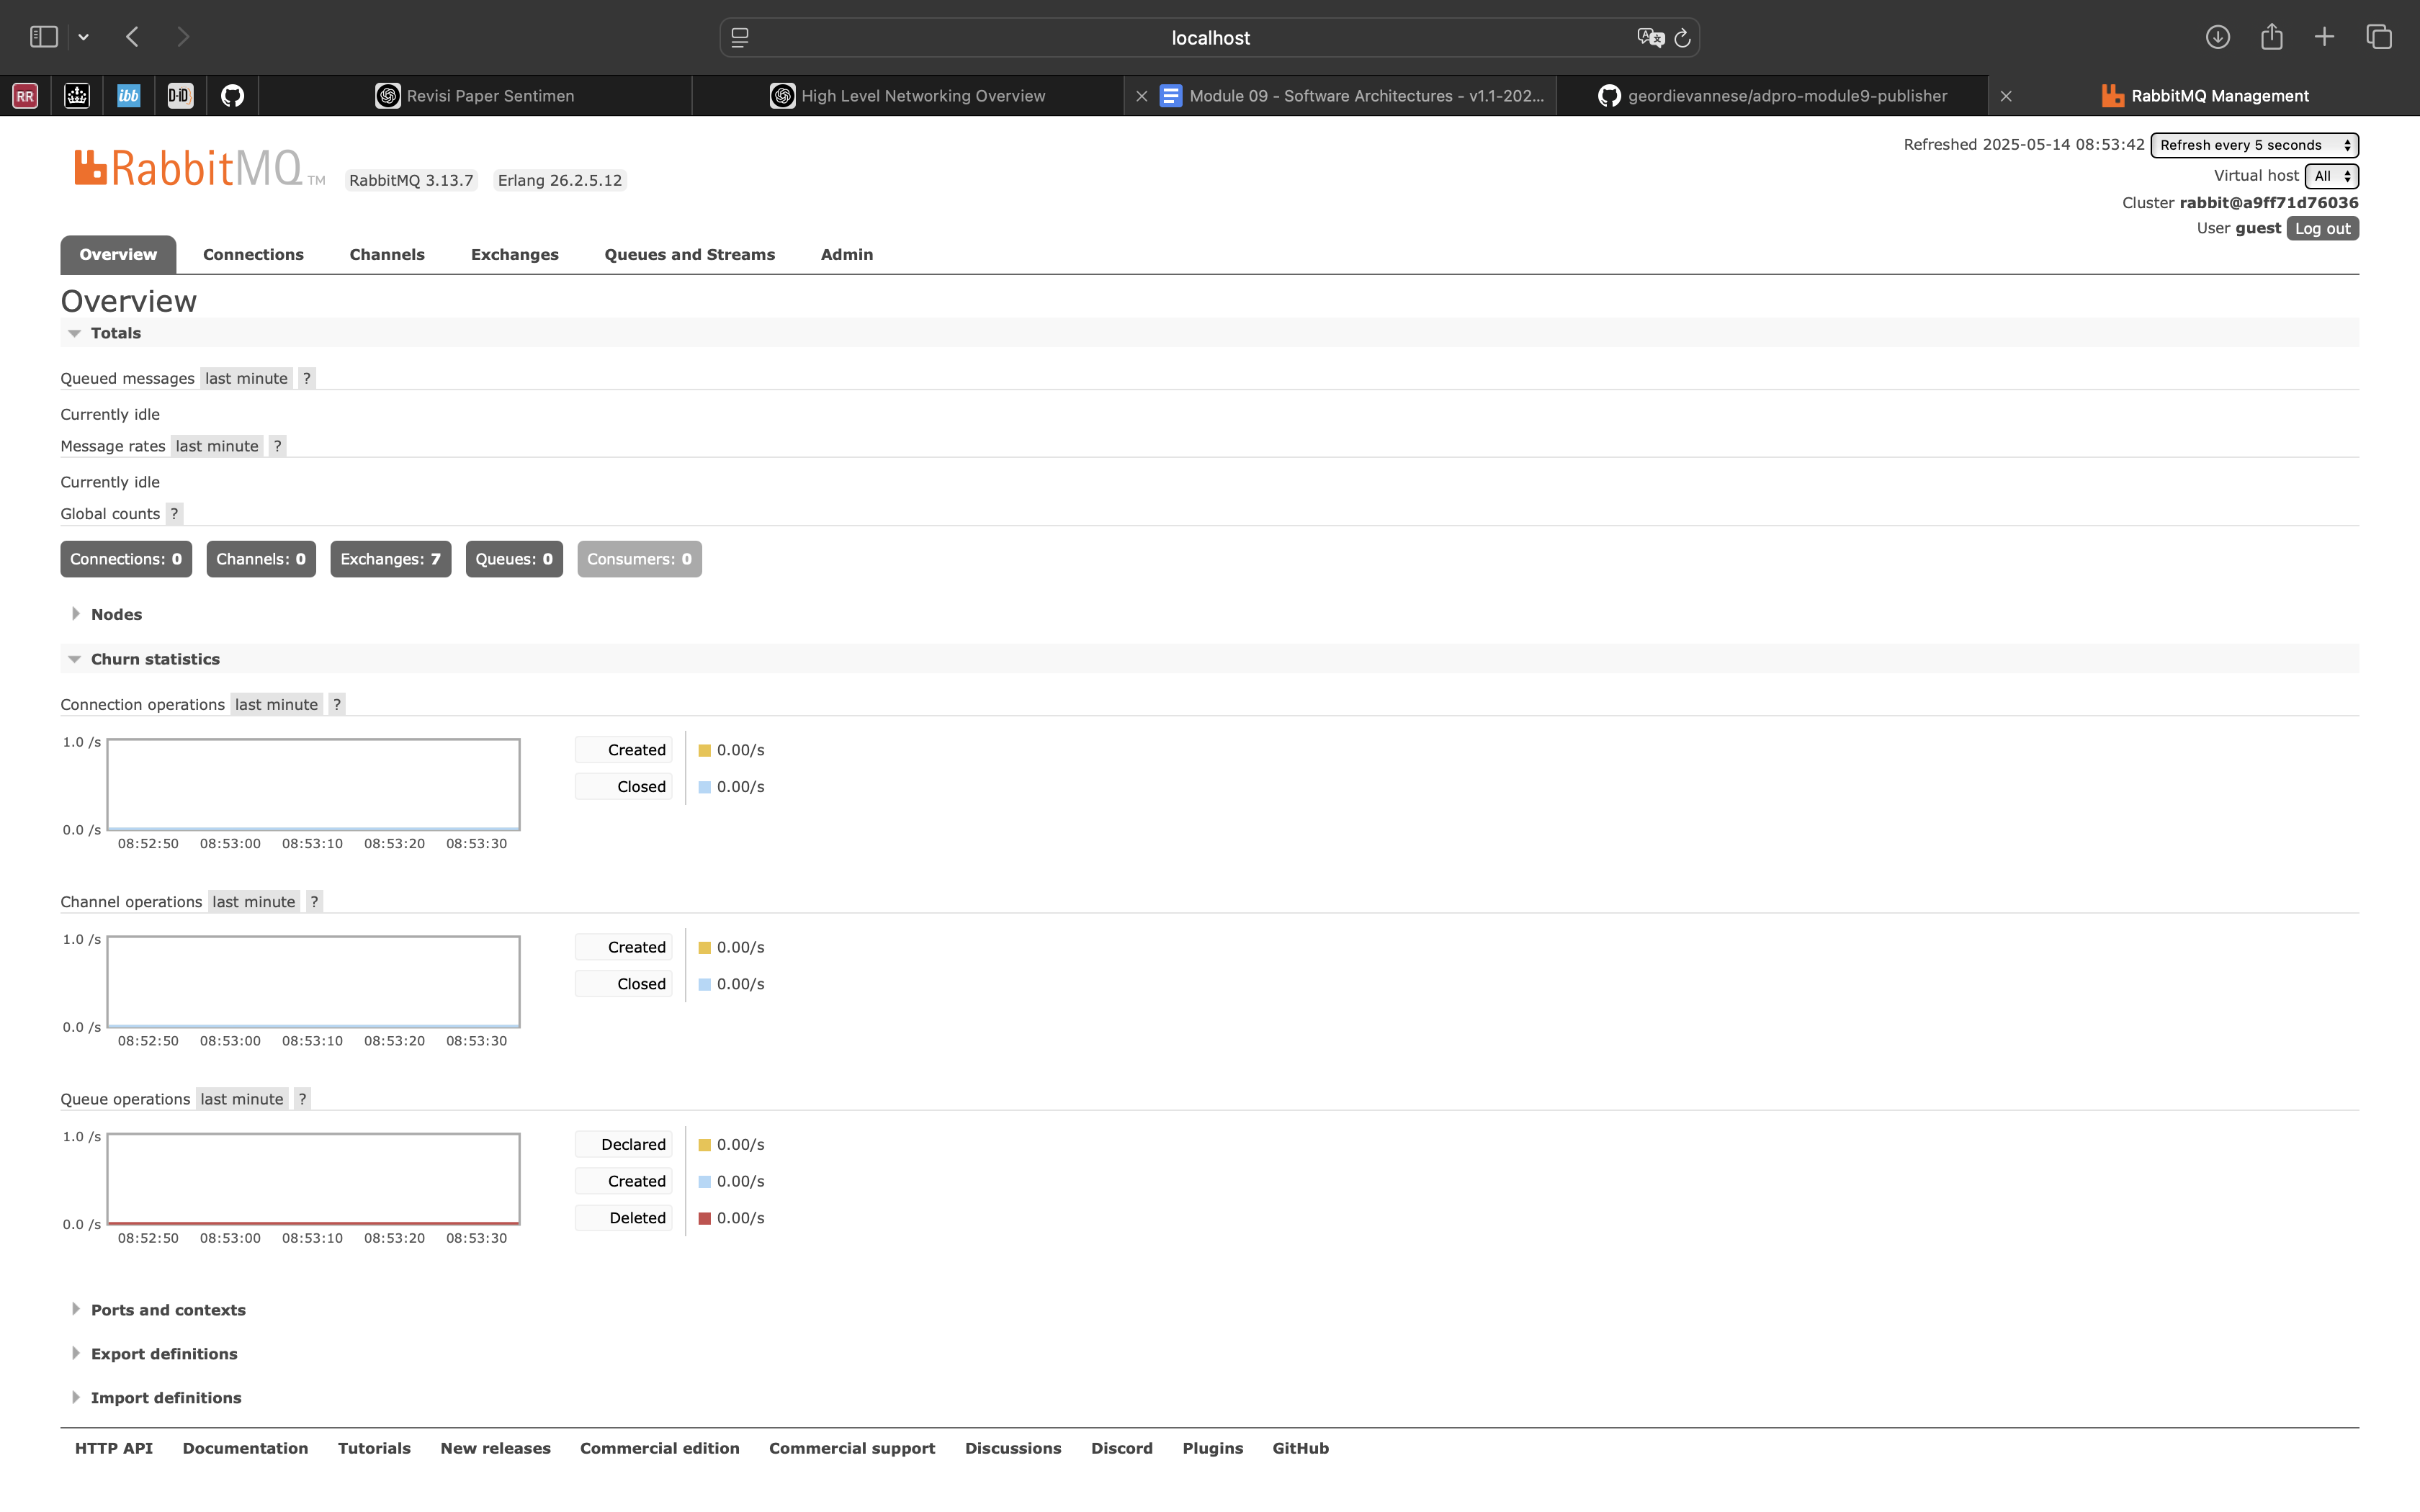 localhost
RR
ibb
D-iD
Revisi Paper Sentimen
High Level Networking Overview
Module 09 - Software Architectures - v1.1-202...
geordievannese/adpro-module9-publisher
RabbitMQ Management
Refreshed 2025-05-14 08:53:42 Refresh every 5 seconds
RabbitMQ TM RabbitMQ 3.13.7 Erlang 26.2.5.12
Virtual host All
Cluster rabbit@a9ff71d76036
User guest Log out
Overview Connections Channels Exchanges Queues and Streams Admin
Overview
Totals
Queued messages last minute ?
Currently idle
Message rates last minute ?
Currently idle
Global counts ?
Connections: 0 Channels: 0 Exchanges: 7 Queues: 0 Consumers: 0
Nodes
Churn statistics
Connection operations last minute ?
1.0 /s
0.0 /s
08:52:50 08:53:00 08:53:10 08:53:20 08:53:30
Created 0.00/s
Closed 0.00/s
Channel operations last minute ?
1.0 /s
0.0 /s
08:52:50 08:53:00 08:53:10 08:53:20 08:53:30
Created 0.00/s
Closed 0.00/s
Queue operations last minute ?
1.0 /s
0.0 /s
08:52:50 08:53:00 08:53:10 08:53:20 08:53:30
Declared 0.00/s
Created 0.00/s
Deleted 0.00/s
Ports and contexts
Export definitions
Import definitions
HTTP API Documentation Tutorials New releases Commercial edition Commercial support Discussions Discord Plugins GitHub